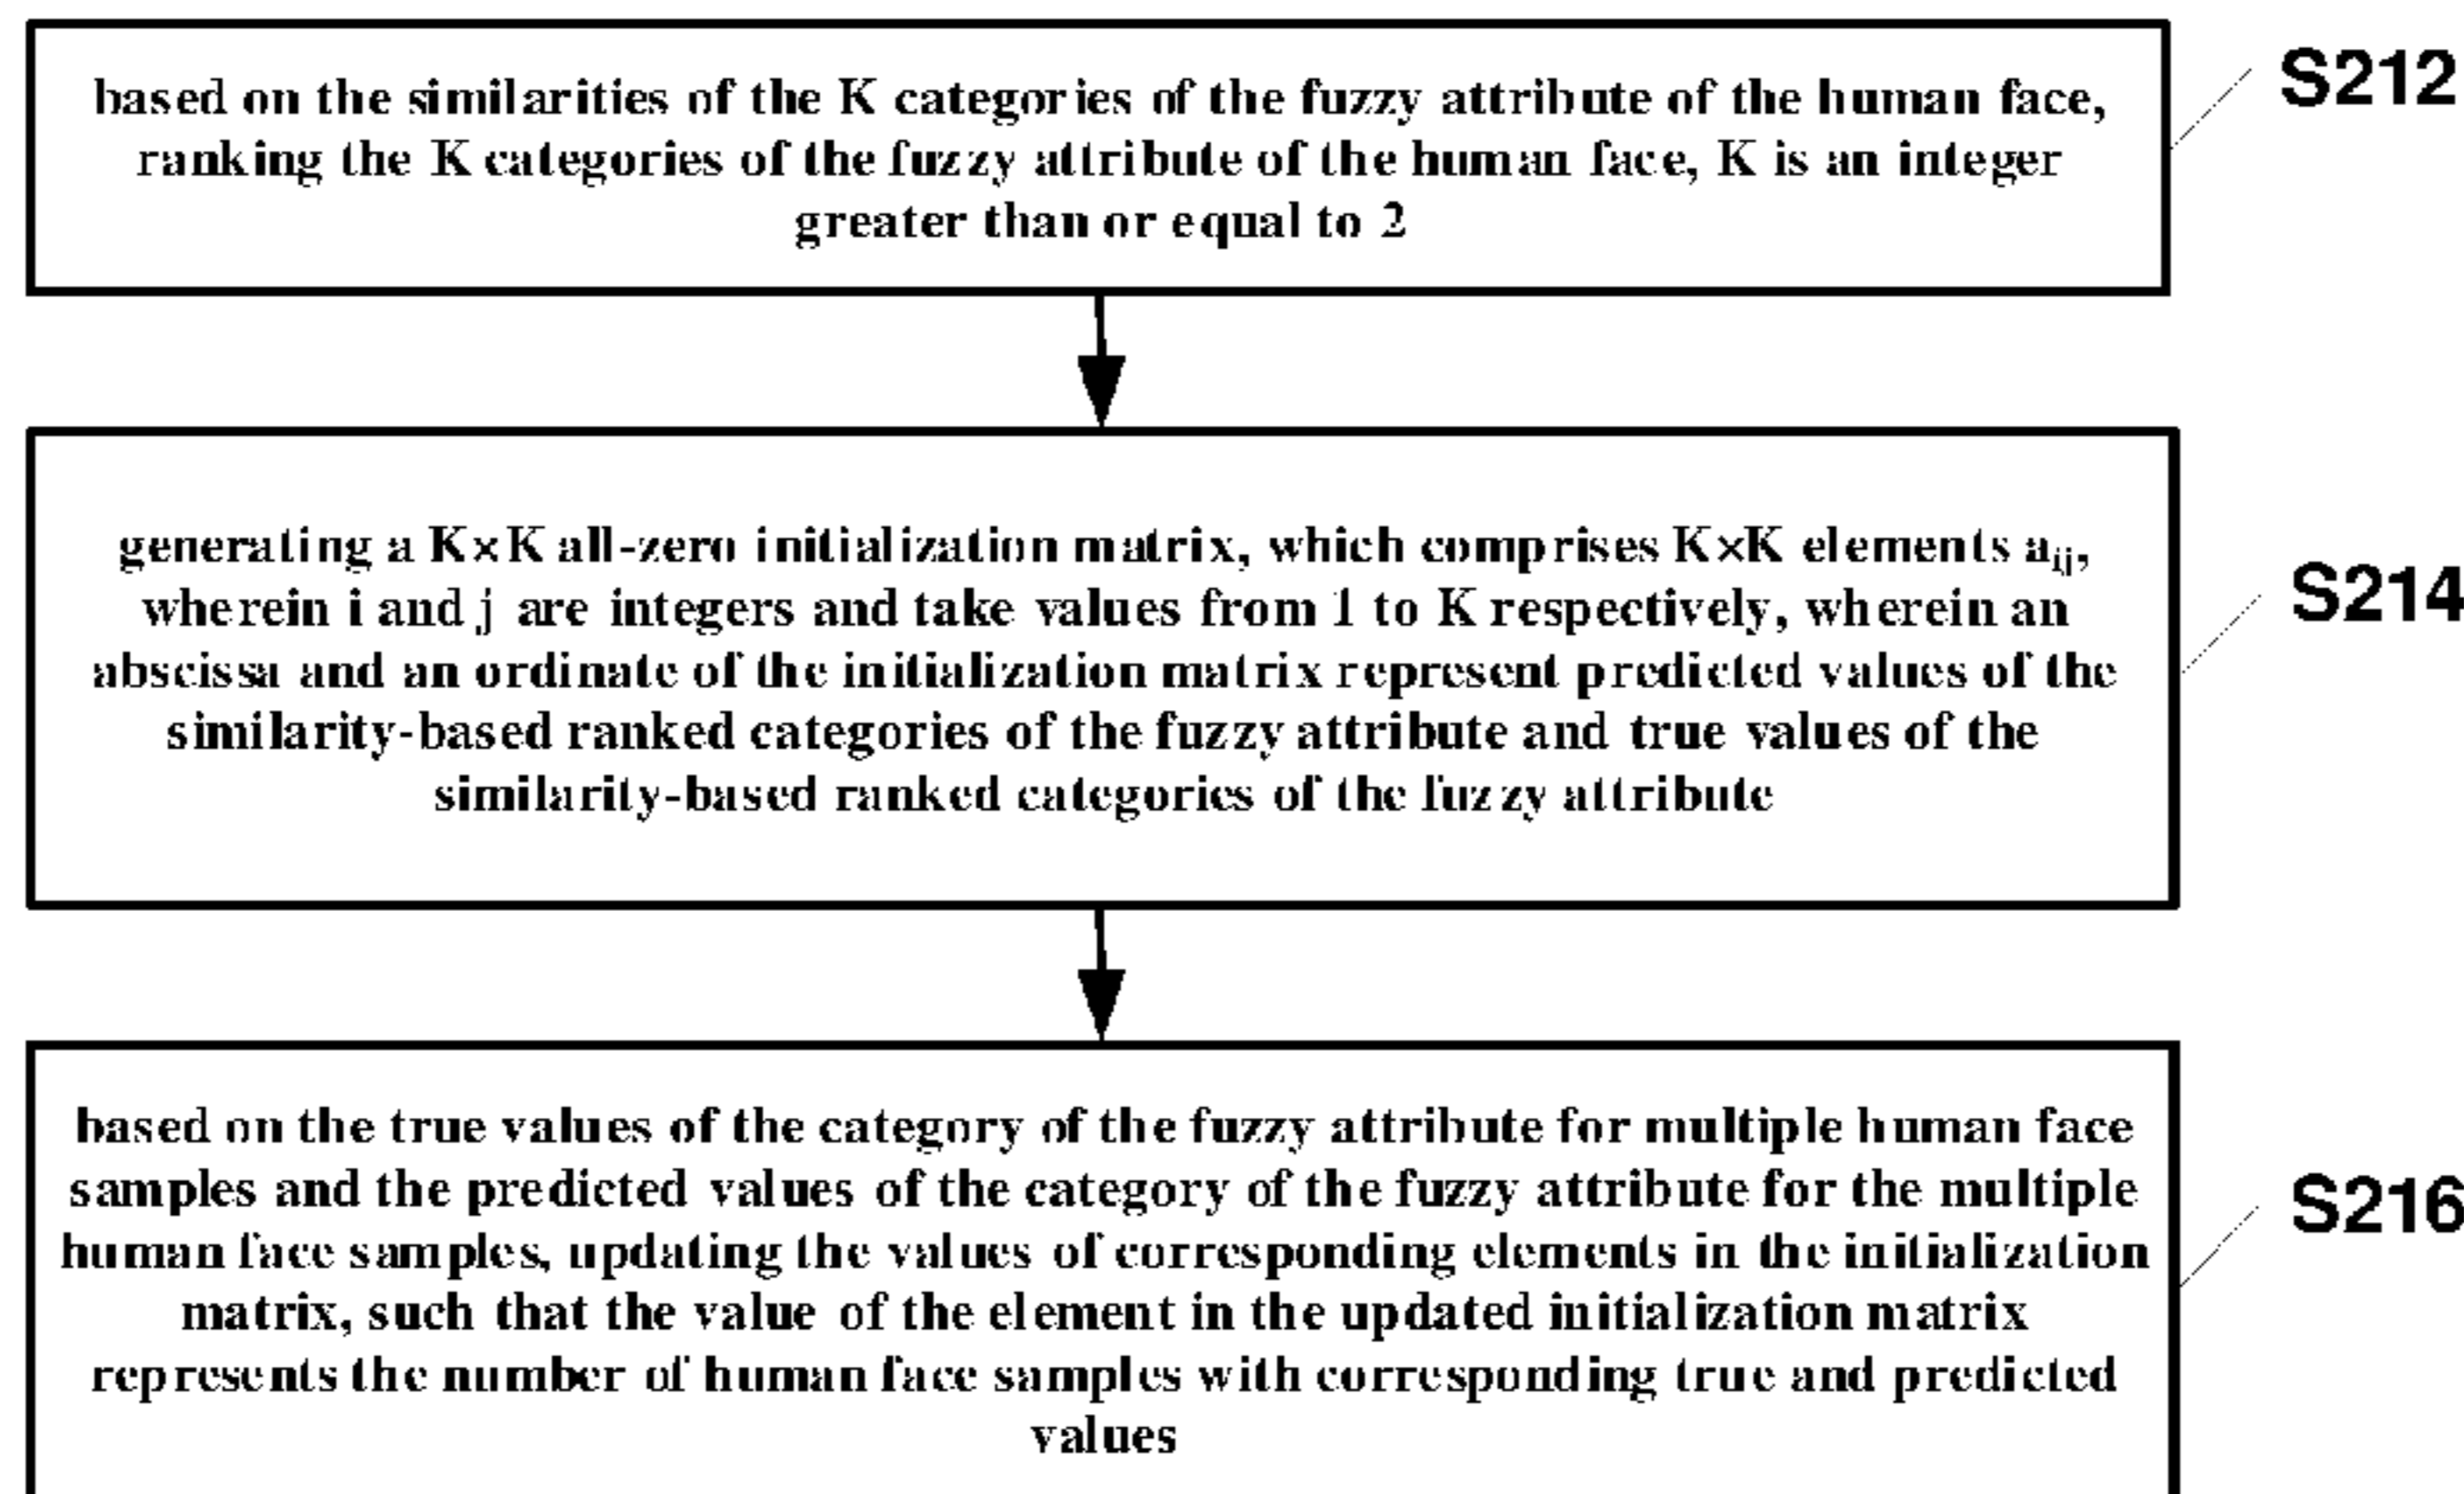 based on the similarities of the K categories of the fuzzy attribute of the human face,
ranking the K categories of the fuzzy attribute of the human face, K is an integer
greater than or equal to 2
S212
generating a K×K all-zero initialization matrix, which comprises K×K elements aᵢⱼ,
wherein i and j are integers and take values from 1 to K respectively, wherein an
abscissa and an ordinate of the initialization matrix represent predicted values of the
similarity-based ranked categories of the fuzzy attribute and true values of the
similarity-based ranked categories of the fuzzy attribute
S214
based on the true values of the category of the fuzzy attribute for multiple human face
samples and the predicted values of the category of the fuzzy attribute for the multiple
human face samples, updating the values of corresponding elements in the initialization
matrix, such that the value of the element in the updated initialization matrix
represents the number of human face samples with corresponding true and predicted
values
S216